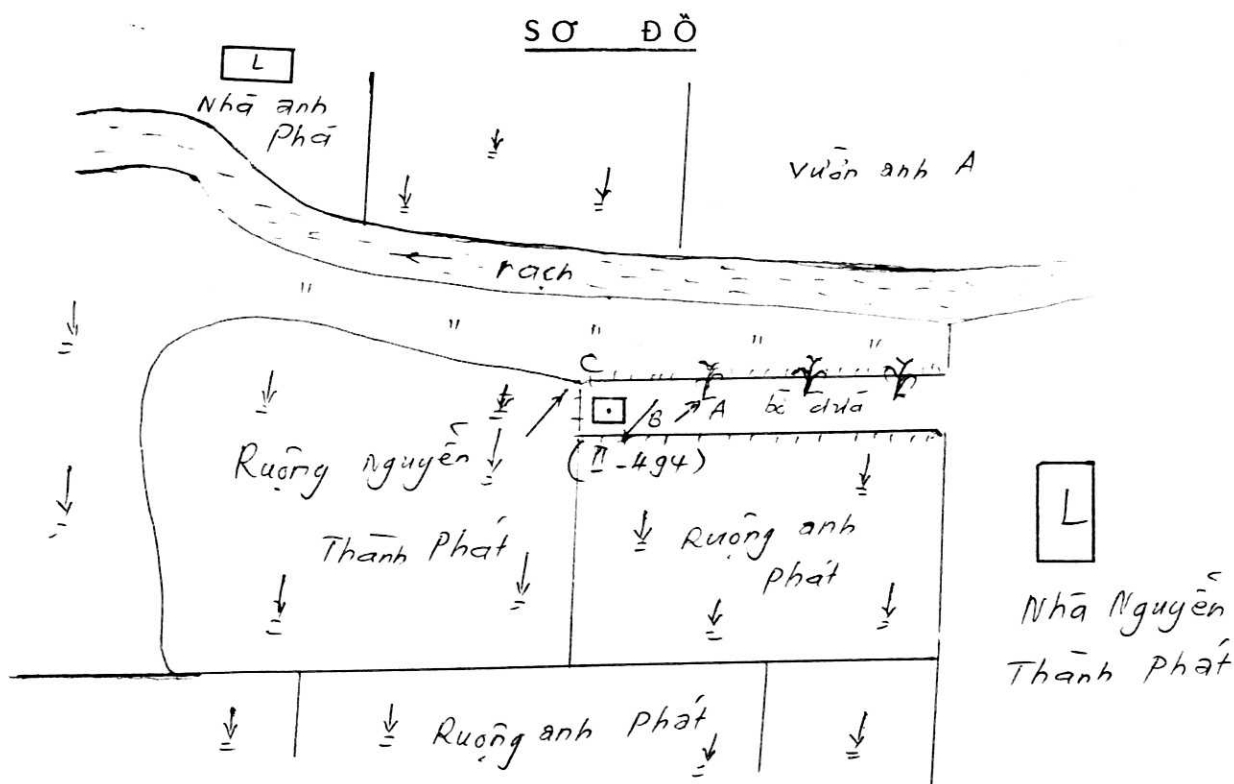 SƠ ĐỒ
L
Nhà anh
Phá
Vườn anh A
rạch
C
B
A
bờ dừa
(II-494)
Ruộng Nguyễn
Thành Phát
Ruộng anh
Phát
L
Nhà Nguyễn
Thành Phát
Ruộng anh Phát